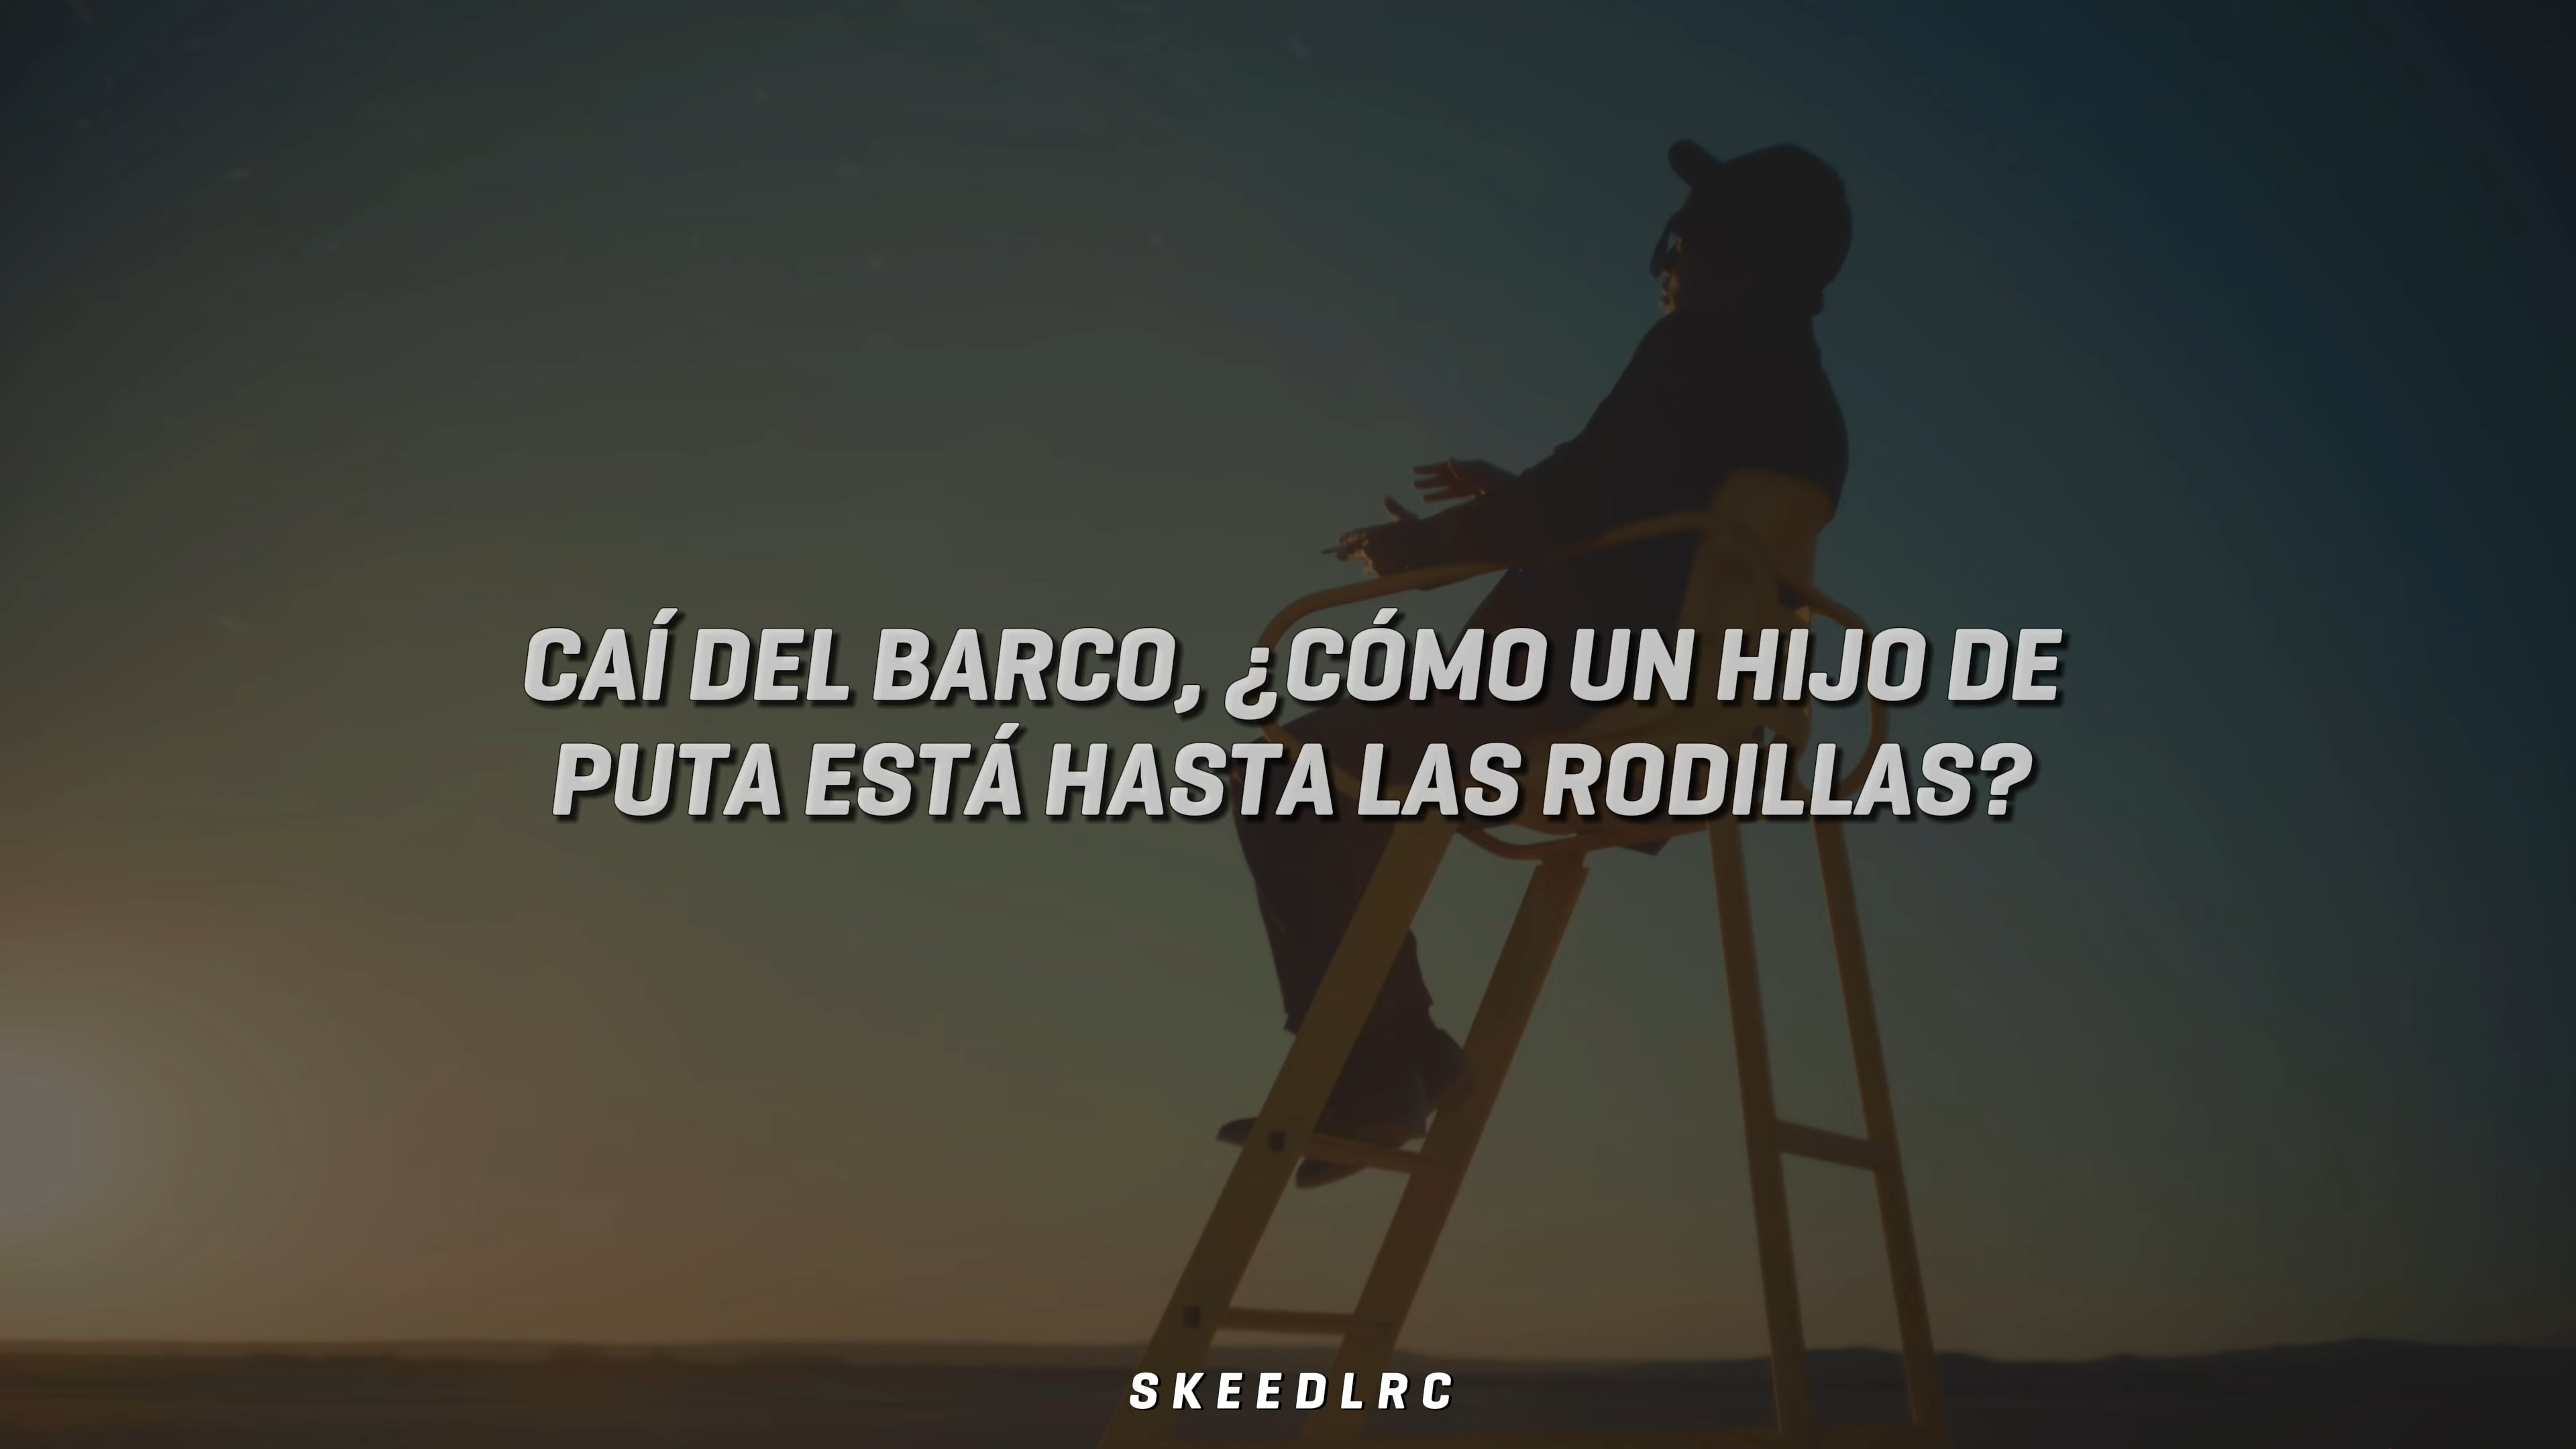 CAÍ DEL BARCO, ¿CÓMO UN HIJO DE
PUTA ESTÁ HASTA LAS RODILLAS?
SKEEDLRC